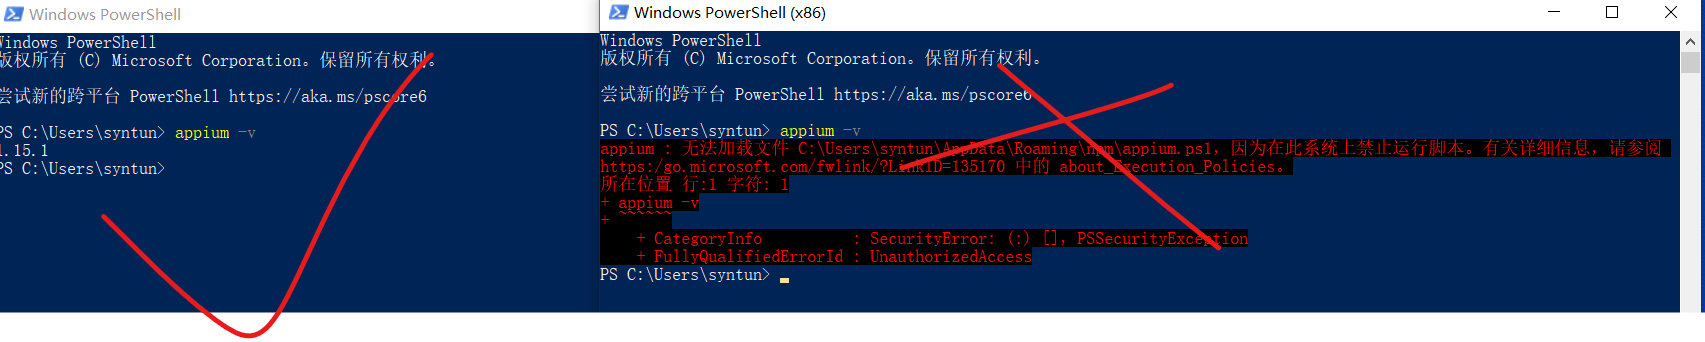 Windows PowerShell
Windows PowerShell
版权所有 (C) Microsoft Corporation。保留所有权利。
尝试新的跨平台 PowerShell https://aka.ms/pscore6
PS C:\Users\syntun> appium -v
1.15.1
PS C:\Users\syntun>
Windows PowerShell (x86)
Windows PowerShell
版权所有 (C) Microsoft Corporation。保留所有权利。
尝试新的跨平台 PowerShell https://aka.ms/pscore6
PS C:\Users\syntun> appium -v
appium : 无法加载文件 C:\Users\syntun\AppData\Roaming\npm\appium.ps1，因为在此系统上禁止运行脚本。有关详细信息，请参阅
https:/go.microsoft.com/fwlink/?LinkID=135170 中的 about_Execution_Policies。
所在位置 行:1 字符: 1
+ appium -v
+ ~~~~~~
+ CategoryInfo          : SecurityError: (:) []，PSSecurityException
+ FullyQualifiedErrorId : UnauthorizedAccess
PS C:\Users\syntun>